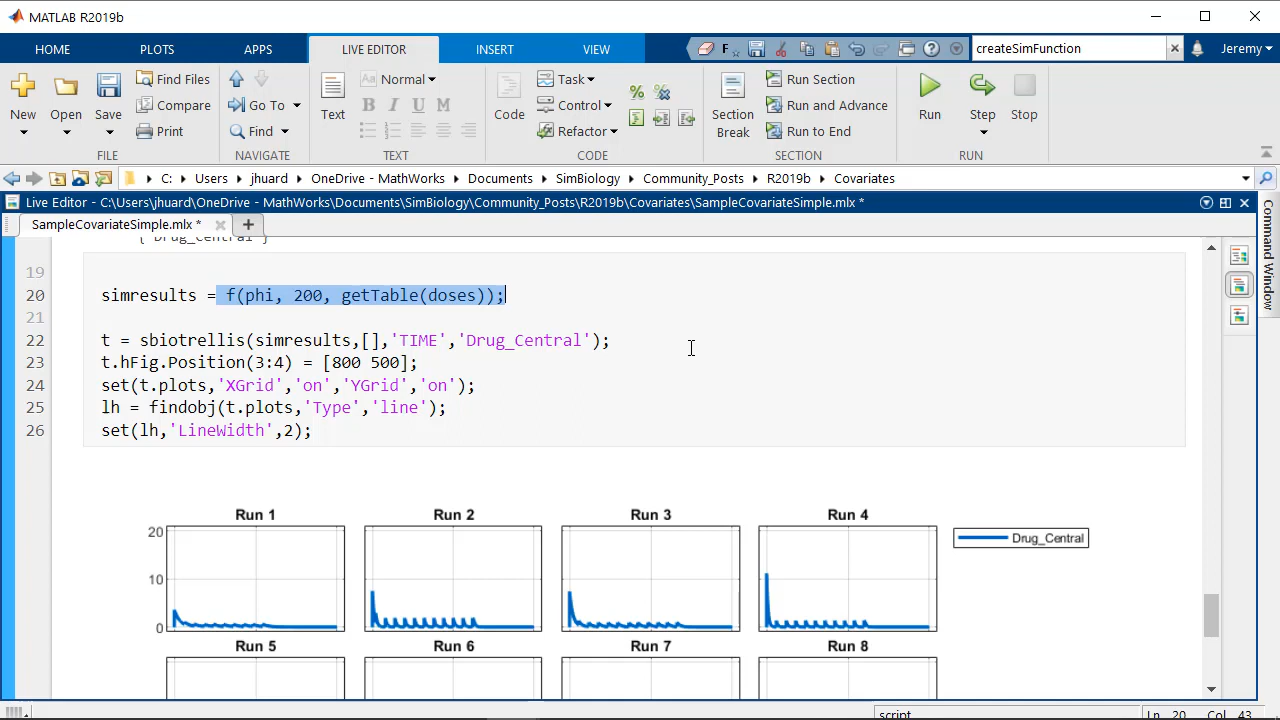 MATLAB R2019b
HOME PLOTS APPS LIVE EDITOR INSERT VIEW createSimFunction Jeremy
New Open Save Find Files Compare Print
FILE
Go To Find
NAVIGATE
Text Aa Normal B I U M
TEXT
Code Task Control Refactor
CODE
Section Break Run Section Run and Advance Run to End
SECTION
Run Step Stop
RUN
C: Users jhuard OneDrive - MathWorks Documents SimBiology Community_Posts R2019b Covariates
Live Editor - C:\Users\jhuard\OneDrive - MathWorks\Documents\SimBiology\Community_Posts\R2019b\Covariates\SampleCovariateSimple.mlx *
SampleCovariateSimple.mlx *
Command Window
{'Drug_Central'}
19
20 simresults = f(phi, 200, getTable(doses));
21
22 t = sbiotrellis(simresults,[],'TIME','Drug_Central');
23 t.hFig.Position(3:4) = [800 500];
24 set(t.plots,'XGrid','on','YGrid','on');
25 lh = findobj(t.plots,'Type','line');
26 set(lh,'LineWidth',2);
Run 1 Run 2 Run 3 Run 4
20
10
0
Drug_Central
Run 5 Run 6 Run 7 Run 8
script Ln 20 Col 43